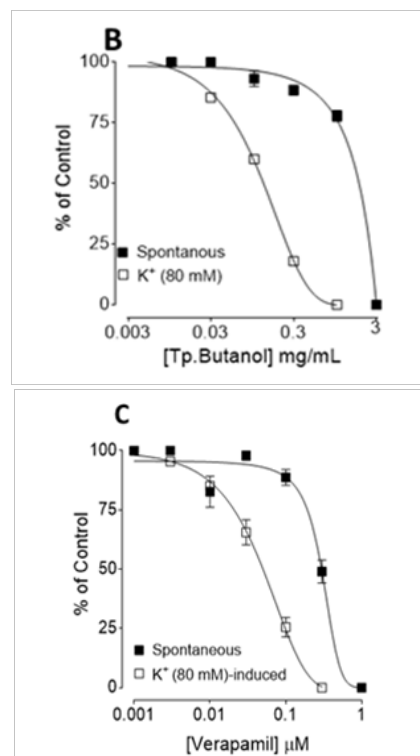 B
100
75
50
25
0
% of Control
■ Spontanous
□ K⁺ (80 mM)
0.003 0.03 0.3 3
[Tp.Butanol] mg/mL
C
100
75
50
25
0
% of Control
■ Spontaneous
□ K⁺ (80 mM)-induced
0.001 0.01 0.1 1
[Verapamil] μM